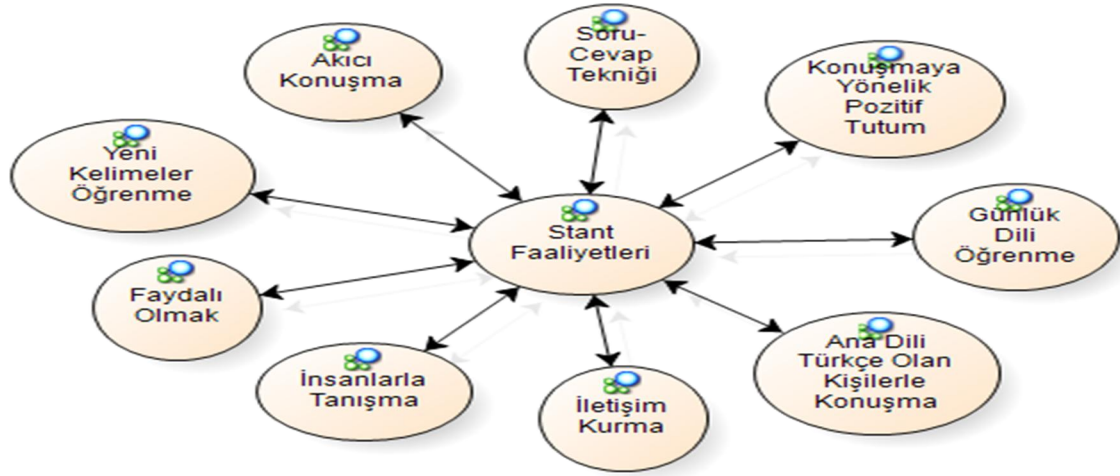 Akıcı
Konuşma
Soru-
Cevap
Tekniği
Konuşmaya
Yönelik
Pozitif
Tutum
Yeni
Kelimeler
Öğrenme
Stant
Faaliyetleri
Günlük
Dili
Öğrenme
Faydalı
Olmak
İnsanlarla
Tanışma
İletişim
Kurma
Ana Dili
Türkçe Olan
Kişilerle
Konuşma